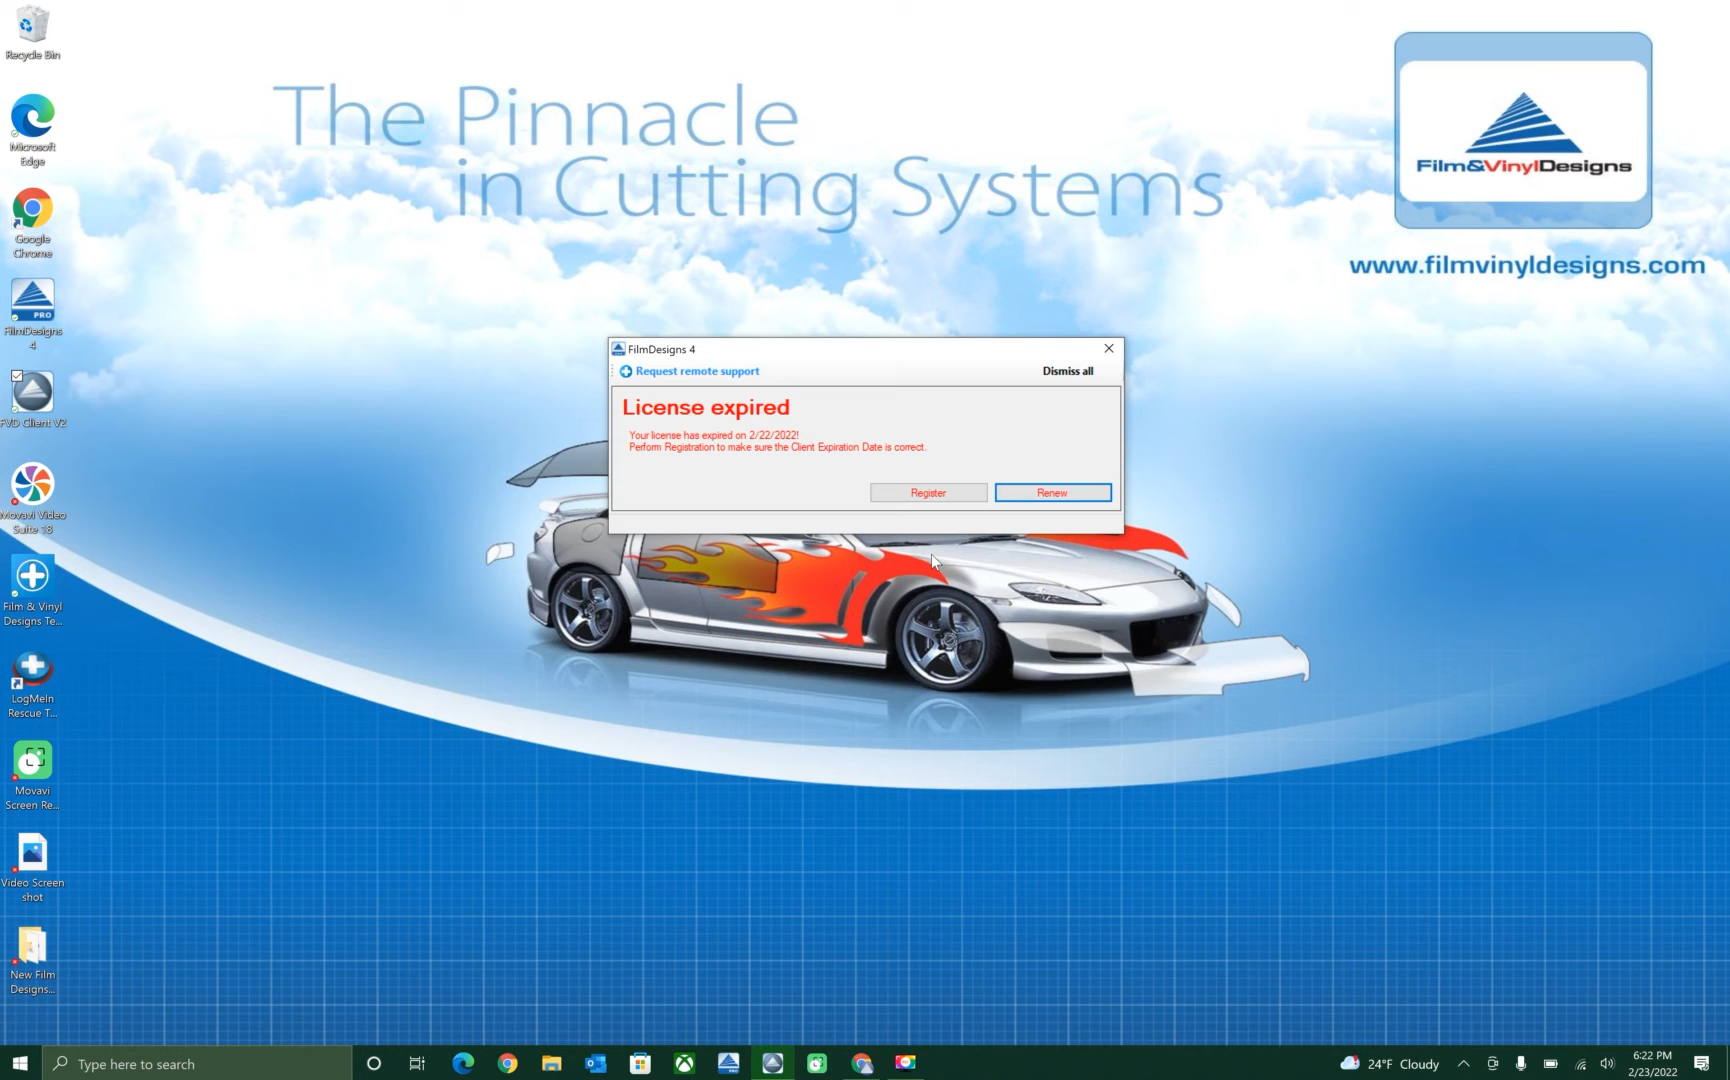 Recycle Bin
The Pinnacle
in Cutting Systems
Film&VinylDesigns
www.filmvinyldesigns.com
Microsoft
Edge
Google
Chrome
PRO
FilmDesigns
4
FVD Client V2
Movavi Video
Suite 18
Film & Vinyl
Designs Te...
LogMeIn
Rescue T...
Movavi
Screen Re...
Video Screen
shot
New Film
Designs...
FilmDesigns 4
Request remote support
Dismiss all
License expired
Your license has expired on 2/22/2022!
Perform Registration to make sure the Client Expiration Date is correct.
Register
Renew
Type here to search
24°F Cloudy
6:22 PM
2/23/2022